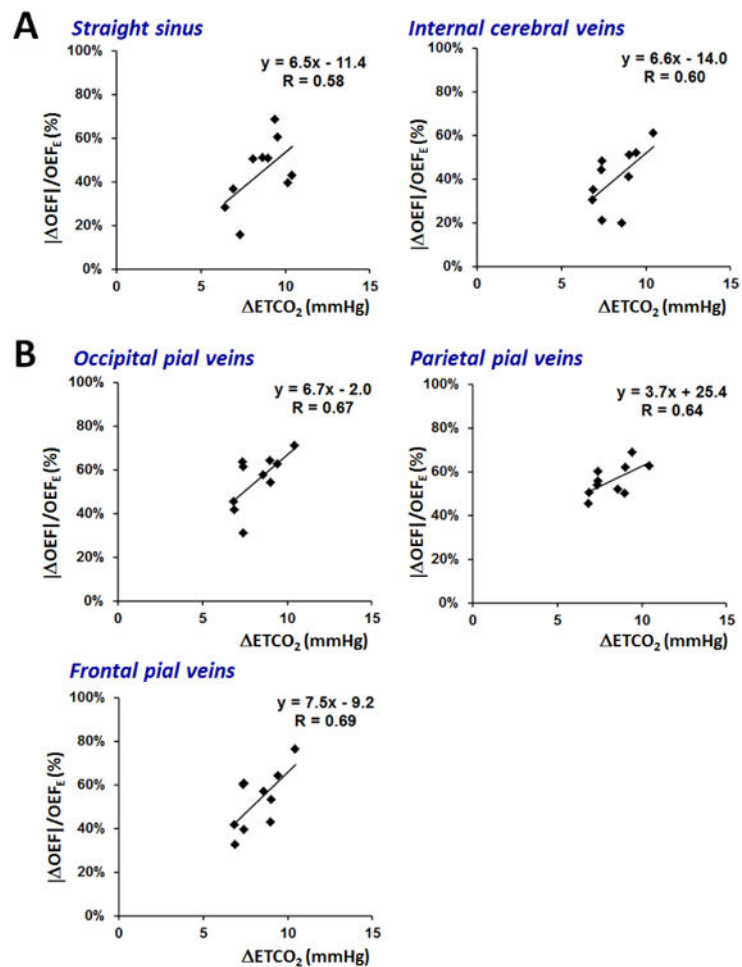 A
Straight sinus
y = 6.5x - 11.4
R = 0.58
100%
80%
60%
40%
20%
0%
|ΔOEF|/OEF_E (%)
0 5 10 15
ΔETCO₂ (mmHg)
Internal cerebral veins
y = 6.6x - 14.0
R = 0.60
100%
80%
60%
40%
20%
0%
|ΔOEF|/OEF_E (%)
0 5 10 15
ΔETCO₂ (mmHg)
B
Occipital pial veins
y = 6.7x - 2.0
R = 0.67
100%
80%
60%
40%
20%
0%
|ΔOEF|/OEF_E (%)
0 5 10 15
ΔETCO₂ (mmHg)
Parietal pial veins
y = 3.7x + 25.4
R = 0.64
100%
80%
60%
40%
20%
0%
|ΔOEF|/OEF_E (%)
0 5 10 15
ΔETCO₂ (mmHg)
Frontal pial veins
y = 7.5x - 9.2
R = 0.69
100%
80%
60%
40%
20%
0%
|ΔOEF|/OEF_E (%)
0 5 10 15
ΔETCO₂ (mmHg)